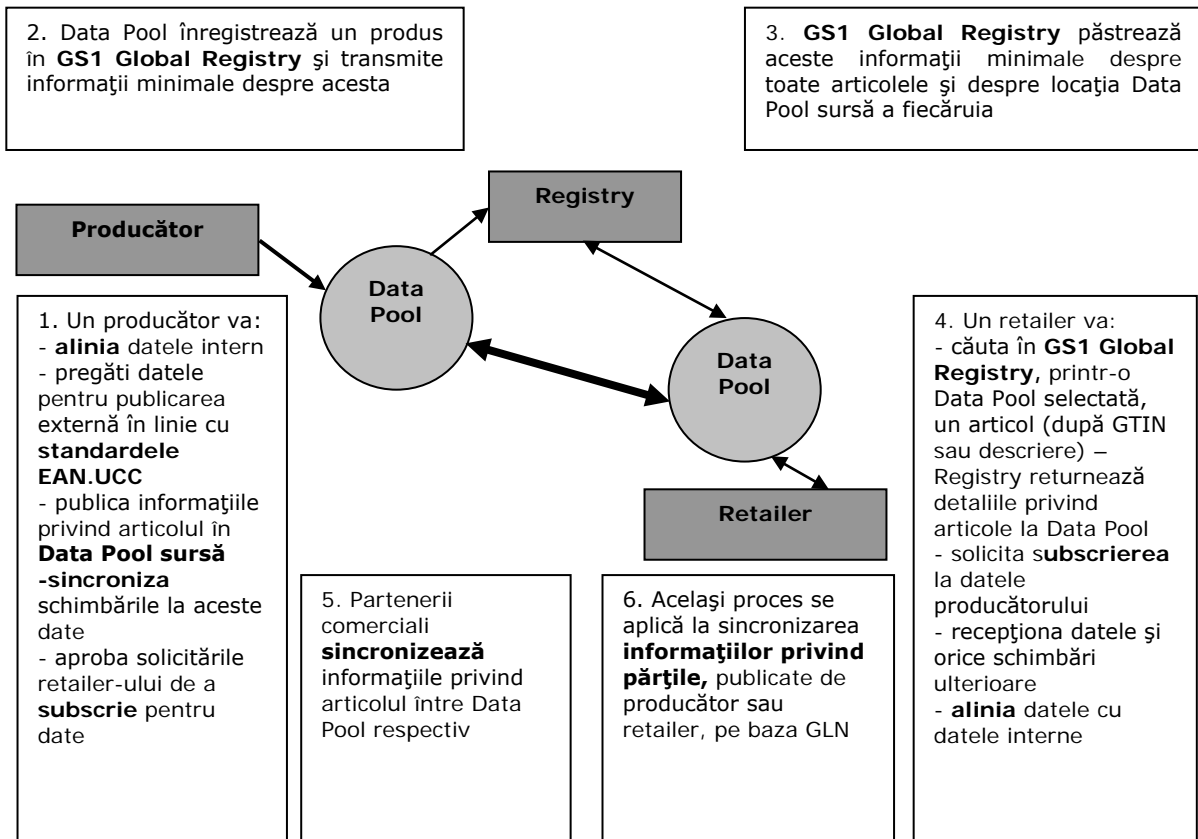 2. Data Pool înregistrează un produs
în GS1 Global Registry şi transmite
informaţii minimale despre acesta
3. GS1 Global Registry păstrează
aceste informaţii minimale despre
toate articolele şi despre locaţia Data
Pool sursă a fiecăruia
Producător
Registry
Data
Pool
Data
Pool
Retailer
1. Un producător va:
- alinia datele intern
- pregăti datele
pentru publicarea
externă în linie cu
standardele
EAN.UCC
- publica informaţiile
privind articolul în
Data Pool sursă
-sincroniza
schimbările la aceste
date
- aproba solicitările
retailer-ului de a
subscrie pentru
date
5. Partenerii
comerciali
sincronizează
informaţiile privind
articolul între Data
Pool respectiv
6. Acelaşi proces se
aplică la sincronizarea
informaţiilor privind
părţile, publicate de
producător sau
retailer, pe baza GLN
4. Un retailer va:
- căuta în GS1 Global
Registry, printr-o
Data Pool selectată,
un articol (după GTIN
sau descriere) –
Registry returnează
detaliile privind
articole la Data Pool
- solicita subscrierea
la datele
producătorului
- recepţiona datele şi
orice schimbări
ulterioare
- alinia datele cu
datele interne